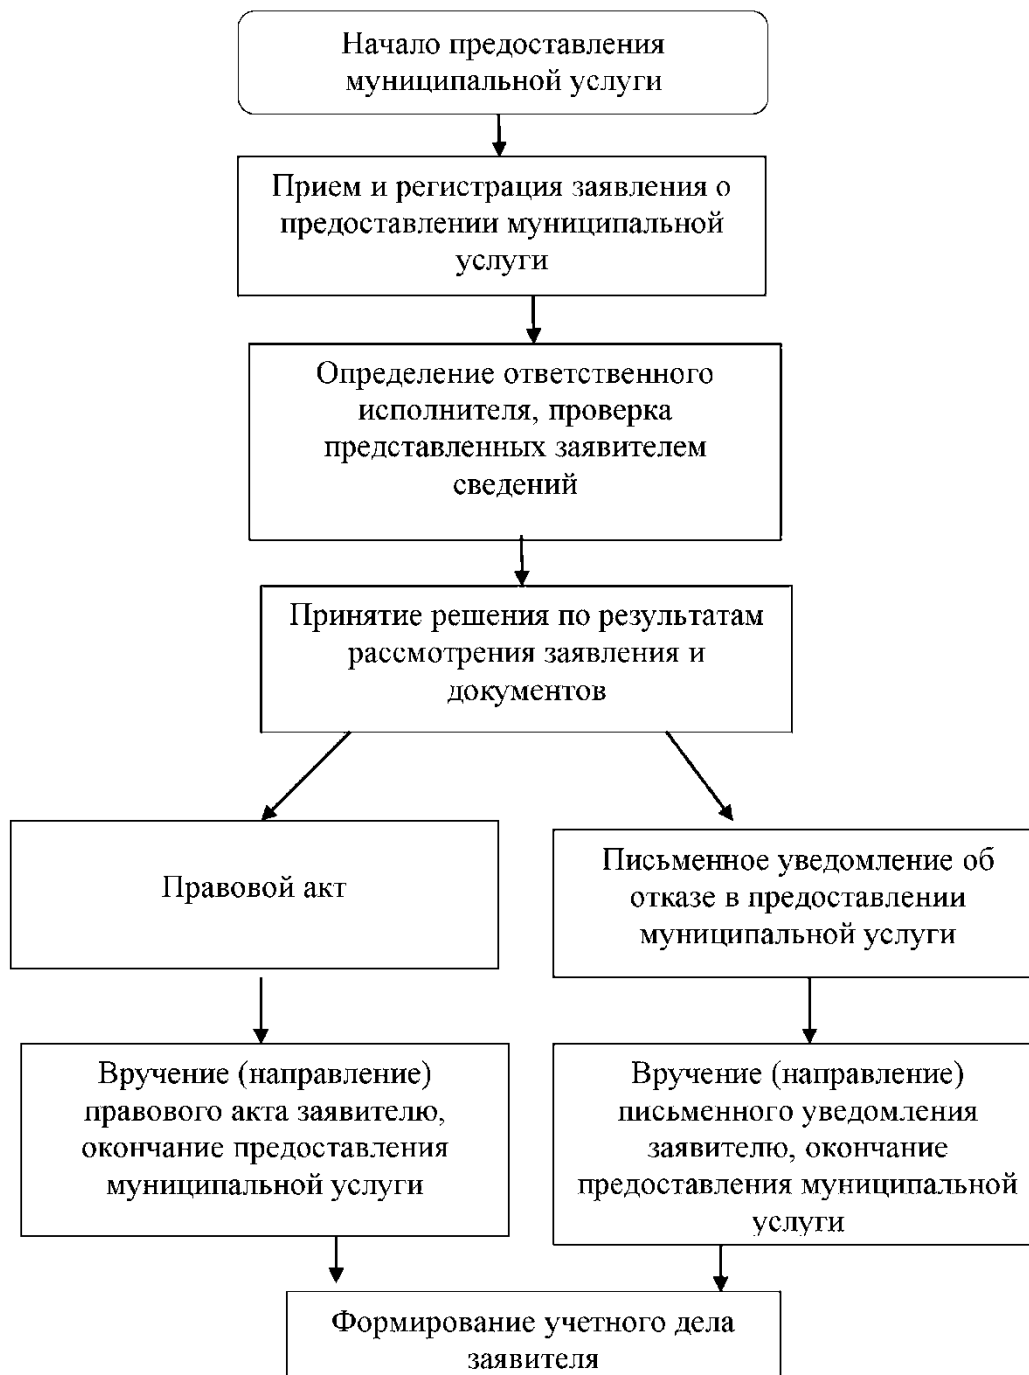 Начало предоставления
муниципальной услуги
Прием и регистрация заявления о
предоставлении муниципальной
услуги
Определение ответственного
исполнителя, проверка
представленных заявителем
сведений
Принятие решения по результатам
рассмотрения заявления и
документов
Правовой акт
Письменное уведомление об
отказе в предоставлении
муниципальной услуги
Вручение (направление)
правового акта заявителю,
окончание предоставления
муниципальной услуги
Вручение (направление)
письменного уведомления
заявителю, окончание
предоставления муниципальной
услуги
Формирование учетного дела
заявителя